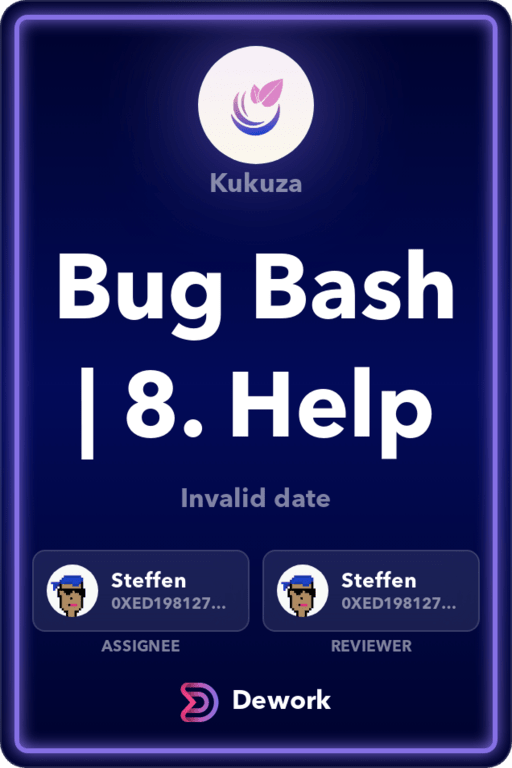 Kukuza
Bug Bash
| 8. Help
Invalid date
Steffen
0XED198127...
ASSIGNEE
Steffen
0XED198127...
REVIEWER
Dework